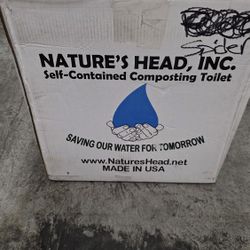 Spider
NATURE'S HEAD, INC.
Self-Contained Composting Toilet
SAVING OUR WATER FOR TOMORROW
www.NaturesHead.net
MADE IN USA